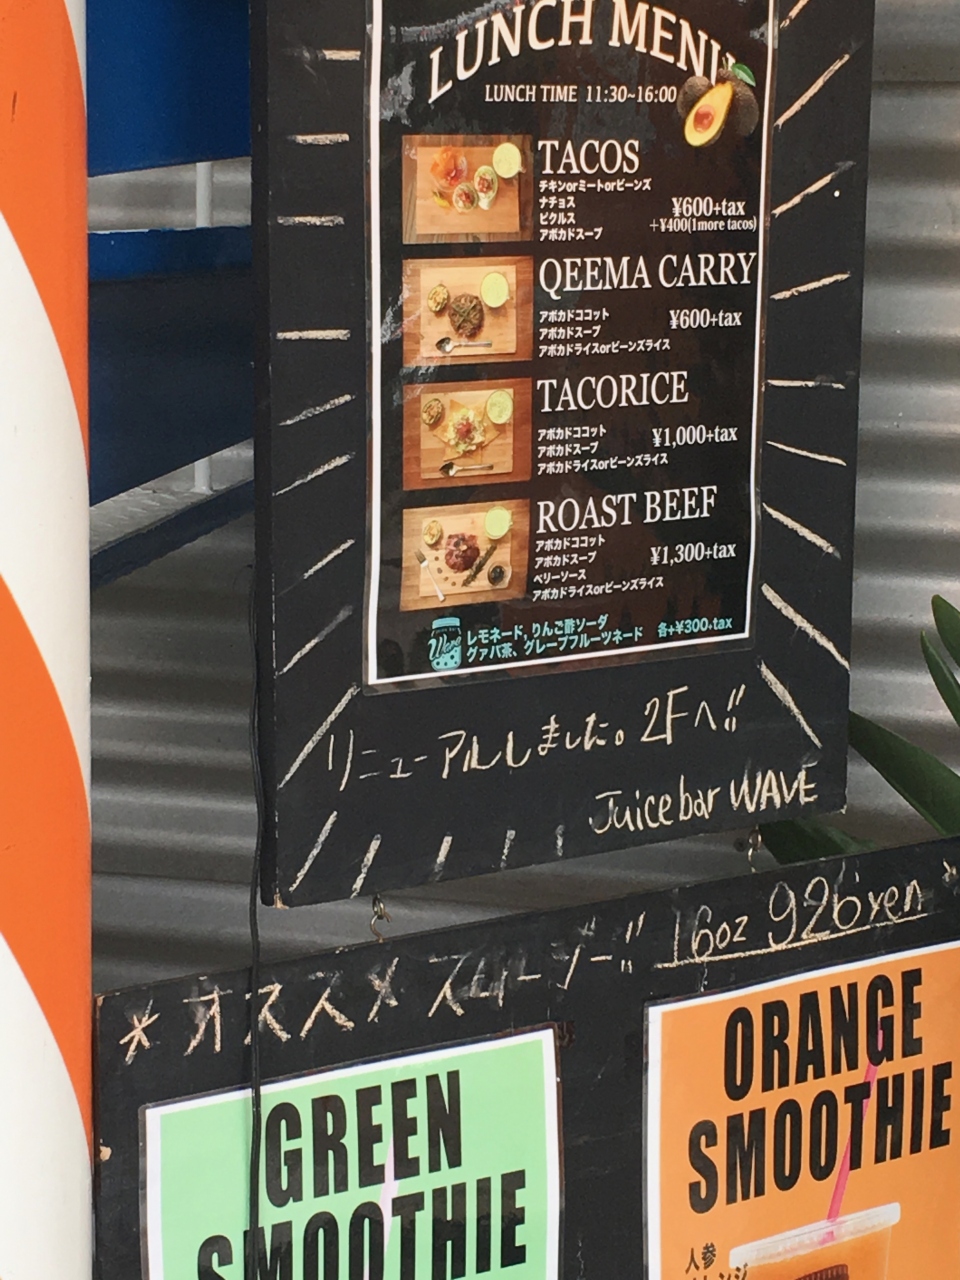 LUNCH MENU
LUNCH TIME 11:30~16:00
TACOS
チキンorミートorビーンズ
ナチョス
ピクルス
アボカドスープ
¥600+tax
+¥400(1more tacos)
QEEMA CARRY
アボカドココット
アボカドスープ
アボカドライスorビーンズライス
¥600+tax
TACORICE
アボカドココット
アボカドスープ
アボカドライスorビーンズライス
¥1,000+tax
ROAST BEEF
アボカドココット
アボカドスープ
ベリーソース
アボカドライスorビーンズライス
¥1,300+tax
Wave
レモネード, りんご酢ソーダ
グァバ茶、グレープフルーツネード 各+¥300+tax
リニューアルしました。2Fへ!!
Juice bar WAVE
*オススメ スムージー!! 16oz 926yen *
GREEN
SMOOTHIE
ORANGE
SMOOTHIE
人参